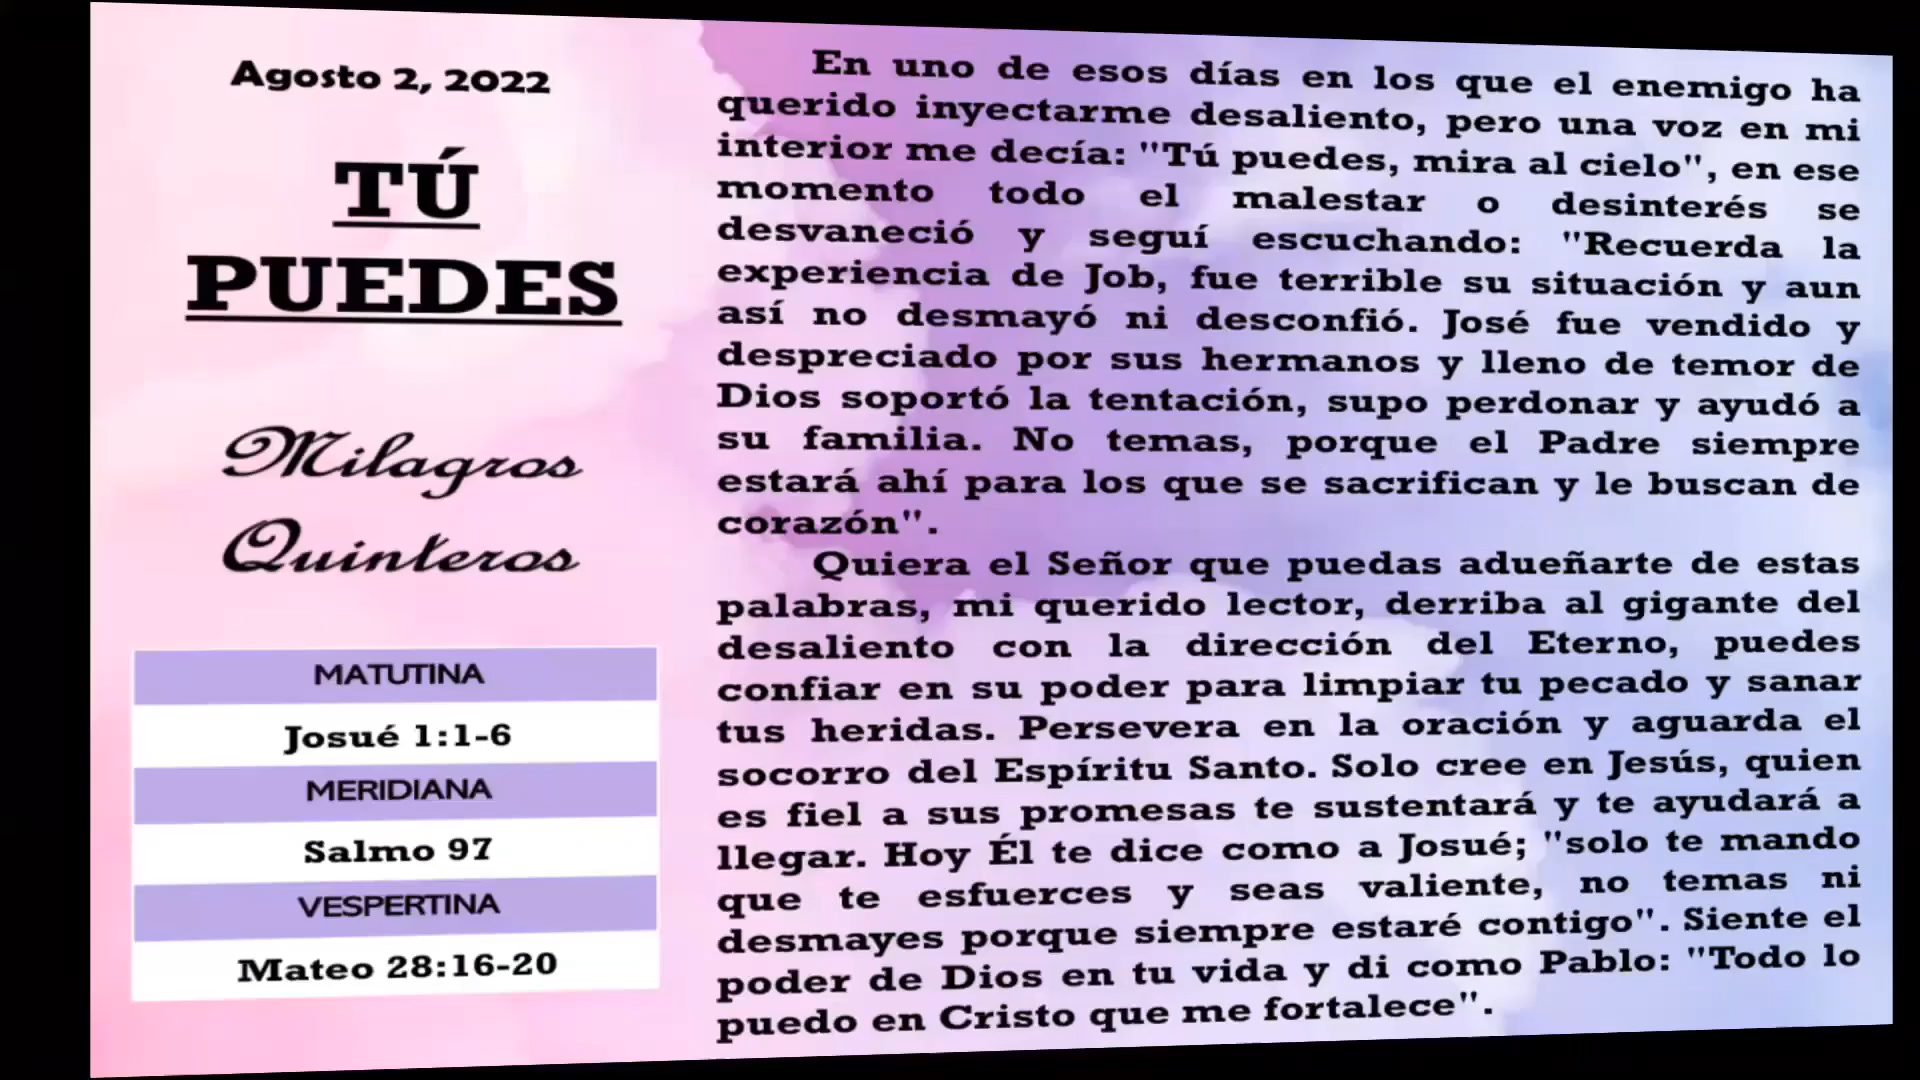 Agosto 2, 2022
TÚ
PUEDES
Milagros
Quinteros
MATUTINA
Josué 1:1-6
MERIDIANA
Salmo 97
VESPERTINA
Mateo 28:16-20
En uno de esos días en los que el enemigo ha
querido inyectarme desaliento, pero una voz en mi
interior me decía: "Tú puedes, mira al cielo", en ese
momento todo el malestar o desinterés se
desvaneció y seguí escuchando: "Recuerda la
experiencia de Job, fue terrible su situación y aun
así no desmayó ni desconfió. José fue vendido y
despreciado por sus hermanos y lleno de temor de
Dios soportó la tentación, supo perdonar y ayudó a
su familia. No temas, porque el Padre siempre
estará ahí para los que se sacrifican y le buscan de
corazón".
Quiera el Señor que puedas adueñarte de estas
palabras, mi querido lector, derriba al gigante del
desaliento con la dirección del Eterno, puedes
confiar en su poder para limpiar tu pecado y sanar
tus heridas. Persevera en la oración y aguarda el
socorro del Espíritu Santo. Solo cree en Jesús, quien
es fiel a sus promesas te sustentará y te ayudará a
llegar. Hoy Él te dice como a Josué; "solo te mando
que te esfuerces y seas valiente, no temas ni
desmayes porque siempre estaré contigo". Siente el
poder de Dios en tu vida y di como Pablo: "Todo lo
puedo en Cristo que me fortalece".